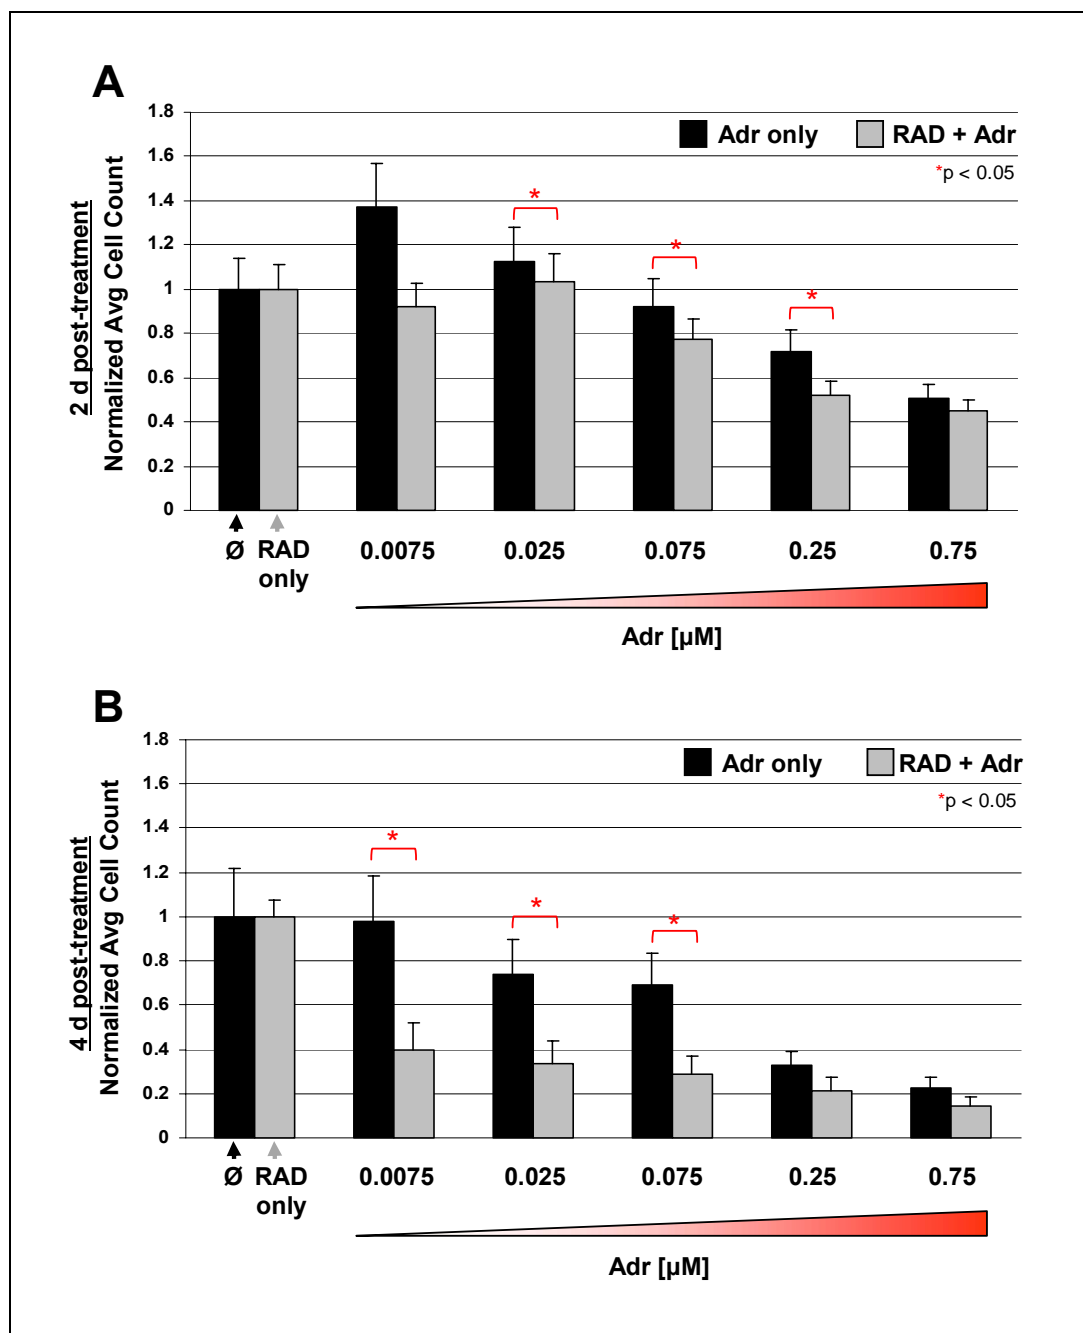 A
2 d post-treatment
Normalized Avg Cell Count
1.8
1.6
1.4
1.2
1
0.8
0.6
0.4
0.2
0
Adr only
RAD + Adr
*p < 0.05
*
*
*
Ø RAD only
0.0075
0.025
0.075
0.25
0.75
Adr [µM]
B
4 d post-treatment
Normalized Avg Cell Count
1.8
1.6
1.4
1.2
1
0.8
0.6
0.4
0.2
0
Adr only
RAD + Adr
*p < 0.05
*
*
*
Ø RAD only
0.0075
0.025
0.075
0.25
0.75
Adr [µM]